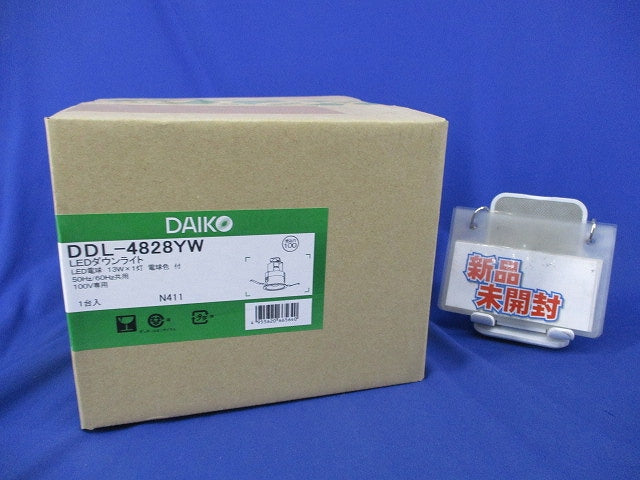 DAIKO
DDL-4828YW
LEDダウンライト
LED電球 13W×1灯 電球色 付
50Hz/60Hz共用
100V専用
1台入 N411
100
新品
未開封